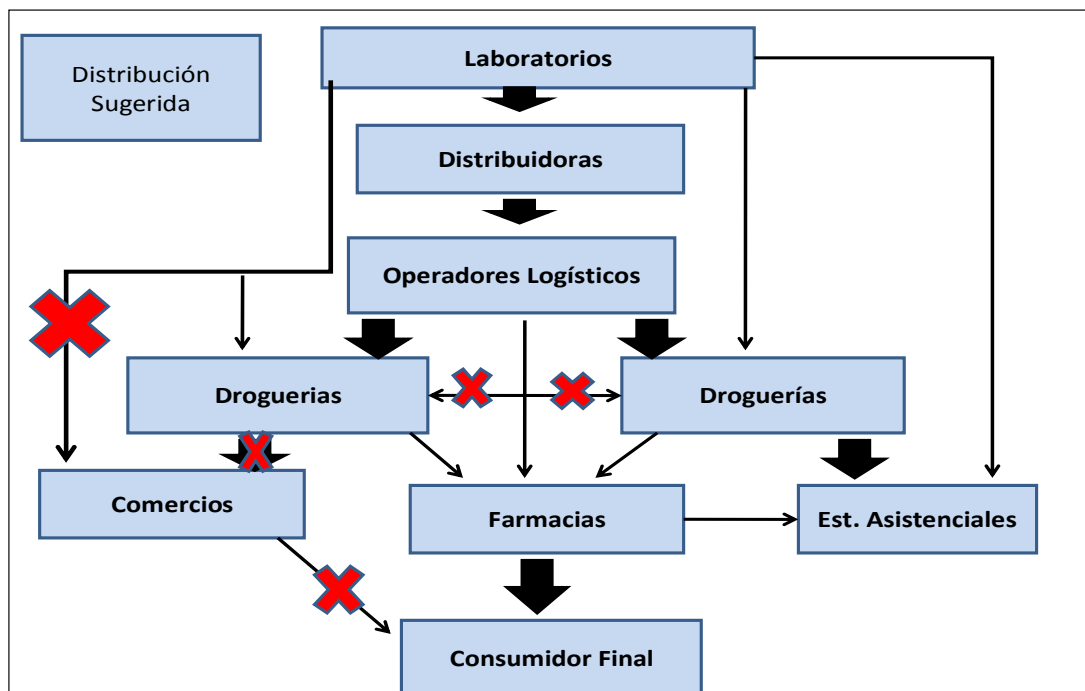 Distribución
Sugerida
Laboratorios
Distribuidoras
Operadores Logísticos
Droguerias
Droguerías
Comercios
Farmacias
Est. Asistenciales
Consumidor Final